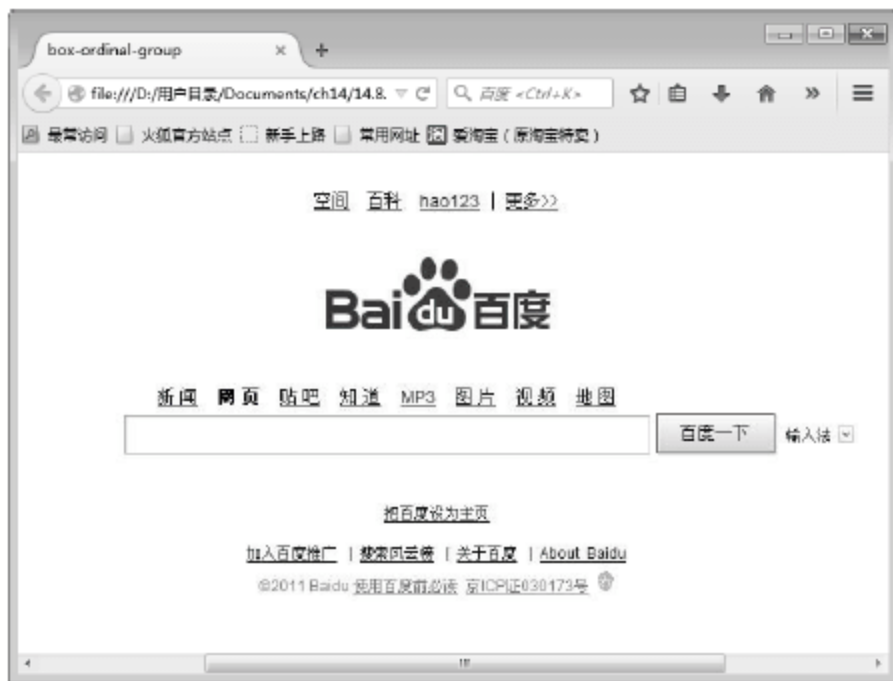 box-ordinal-group
file:///D:/用户目录/Documents/ch14/14.8.
百度 <Ctrl+K>
最常访问 火狐官方站点 新手上路 常用网址 爱淘宝（原淘宝特卖）
空间 百科 hao123 | 更多>>
Bai du 百度
新闻 网页 贴吧 知道 MP3 图片 视频 地图
百度一下 输入法
把百度设为主页
加入百度推广 | 搜索风云榜 | 关于百度 | About Baidu
©2011 Baidu 使用百度前必读 京ICP证030173号